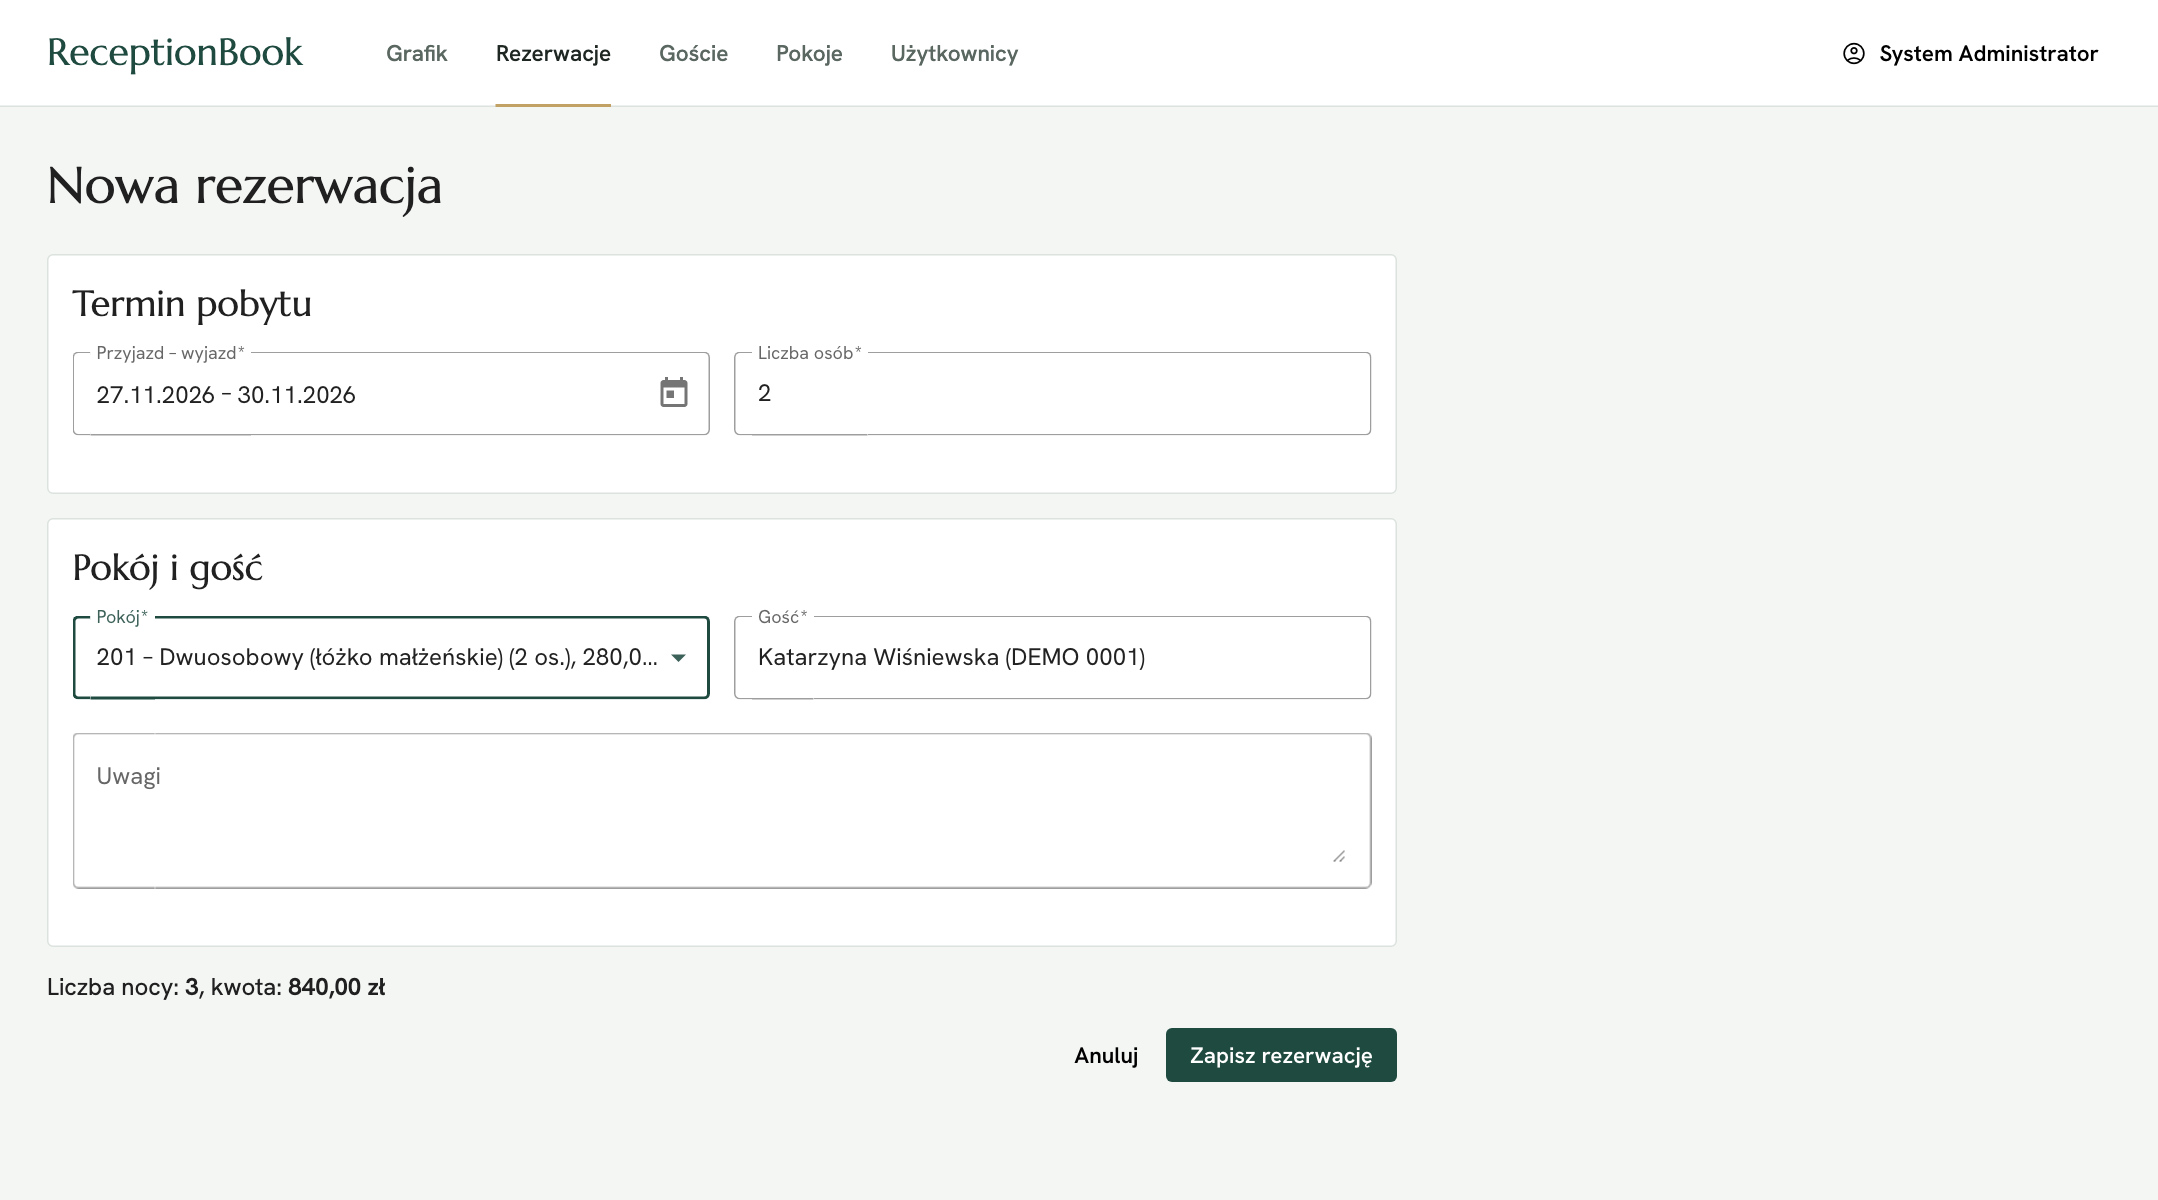 ReceptionBook Grafik Rezerwacje Goście Pokoje Użytkownicy System Administrator
Nowa rezerwacja
Termin pobytu
Przyjazd – wyjazd* Liczba osób*
27.11.2026 – 30.11.2026 2
Pokój i gość
Pokój* Gość*
201 – Dwuosobowy (łóżko małżeńskie) (2 os.), 280,0... Katarzyna Wiśniewska (DEMO 0001)
Uwagi
Liczba nocy: 3, kwota: 840,00 zł
Anuluj Zapisz rezerwację